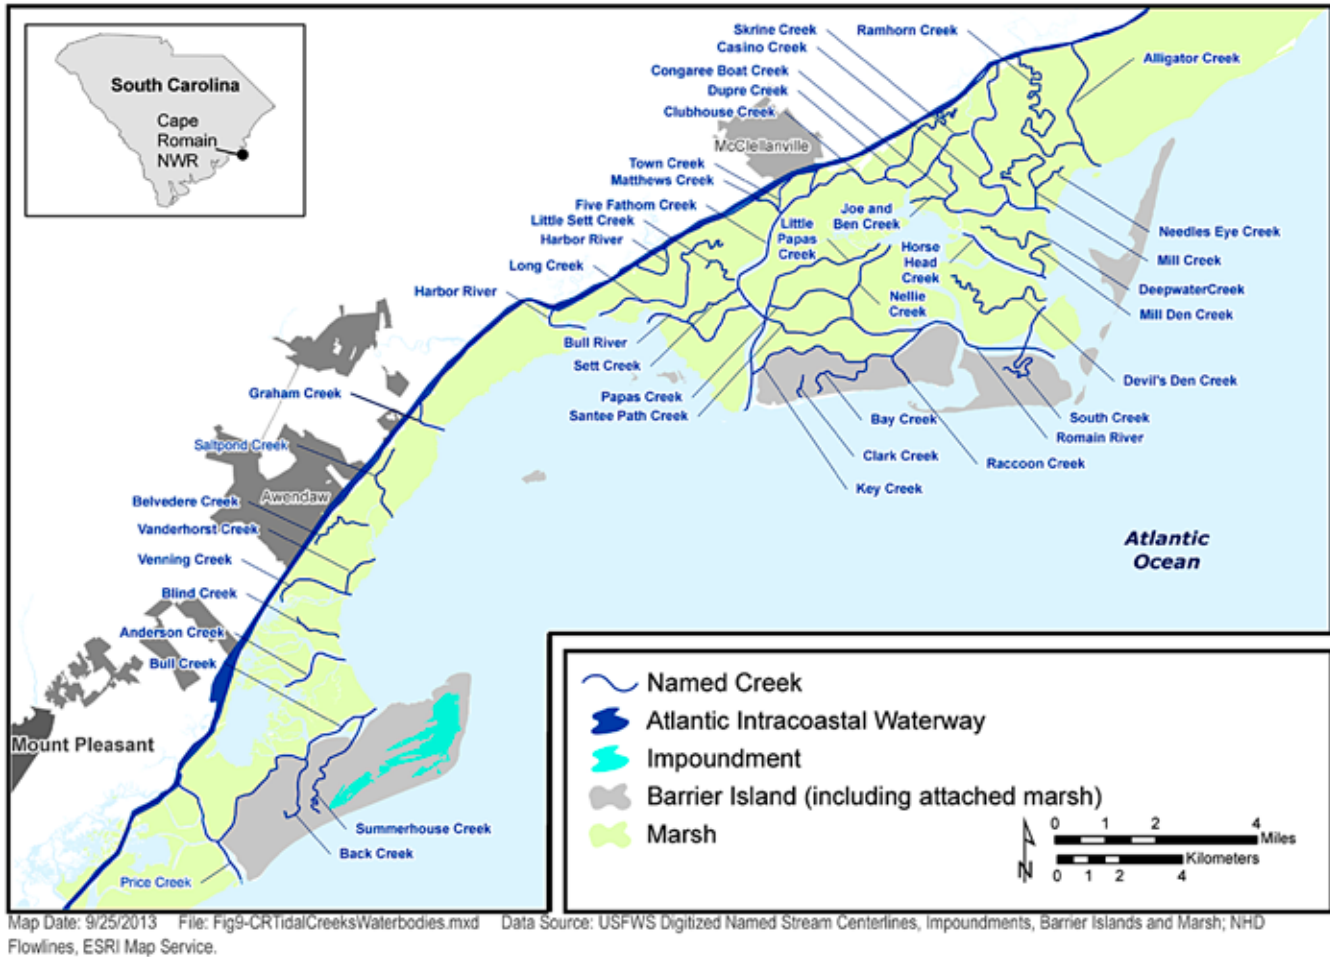 South Carolina
Cape
Romain
NWR
Skrine Creek
Ramhorn Creek
Casino Creek
Alligator Creek
Congaree Boat Creek
Dupre Creek
Clubhouse Creek
McClellanville
Town Creek
Matthews Creek
Five Fathom Creek
Little Sett Creek
Harbor River
Long Creek
Harbor River
Little
Papas
Creek
Joe and
Ben Creek
Horse
Head
Creek
Nellie
Creek
Needles Eye Creek
Mill Creek
DeepwaterCreek
Mill Den Creek
Bull River
Sett Creek
Papas Creek
Santee Path Creek
Devil's Den Creek
South Creek
Romain River
Raccoon Creek
Bay Creek
Clark Creek
Key Creek
Graham Creek
Saltpond Creek
Awendaw
Belvedere Creek
Vanderhorst Creek
Venning Creek
Blind Creek
Anderson Creek
Bull Creek
Mount Pleasant
Summerhouse Creek
Back Creek
Price Creek
Atlantic
Ocean
Named Creek
Atlantic Intracoastal Waterway
Impoundment
Barrier Island (including attached marsh)
Marsh
N
0 1 2 4
Miles
Kilometers
0 1 2 4
Map Date: 9/25/2013 File: Fig9-CRTidalCreeksWaterbodies.mxd Data Source: USFWS Digitized Named Stream Centerlines, Impoundments, Barrier Islands and Marsh; NHD
Flowlines, ESRI Map Service.